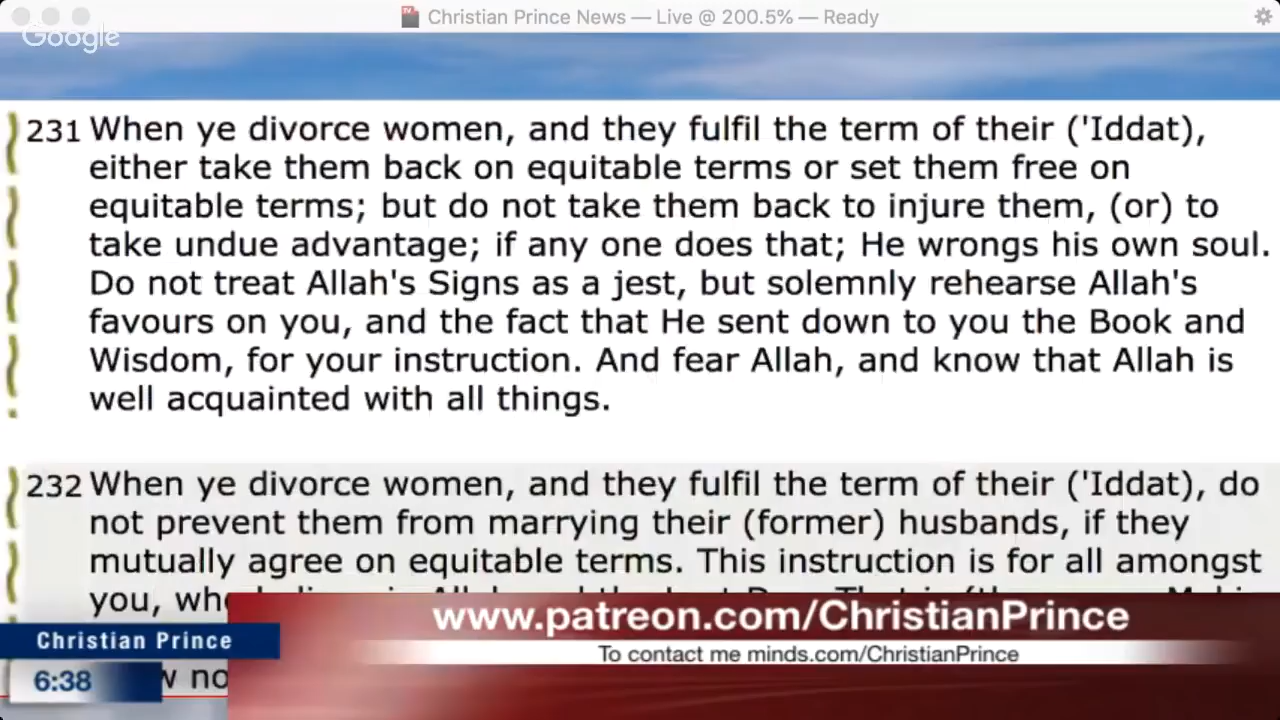 Christian Prince News — Live @ 200.5% — Ready
Google
231 When ye divorce women, and they fulfil the term of their ('Iddat),
either take them back on equitable terms or set them free on
equitable terms; but do not take them back to injure them, (or) to
take undue advantage; if any one does that; He wrongs his own soul.
Do not treat Allah's Signs as a jest, but solemnly rehearse Allah's
favours on you, and the fact that He sent down to you the Book and
Wisdom, for your instruction. And fear Allah, and know that Allah is
well acquainted with all things.
232 When ye divorce women, and they fulfil the term of their ('Iddat), do
not prevent them from marrying their (former) husbands, if they
mutually agree on equitable terms. This instruction is for all amongst
you,
www.patreon.com/ChristianPrince
Christian Prince
To contact me minds.com/ChristianPrince
6:38